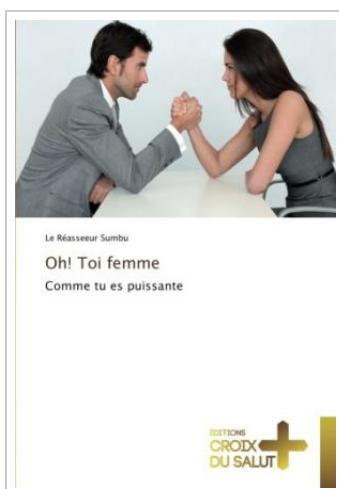 Le Réasseeur Sumbu
Oh! Toi femme
Comme tu es puissante
ÉDITIONS
CROIX
DU SALUT